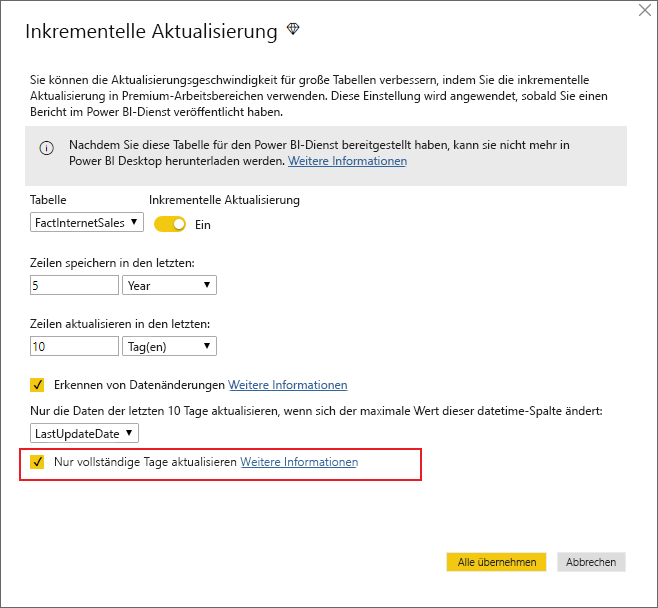 Inkrementelle Aktualisierung
Sie können die Aktualisierungsgeschwindigkeit für große Tabellen verbessern, indem Sie die inkrementelle
Aktualisierung in Premium-Arbeitsbereichen verwenden. Diese Einstellung wird angewendet, sobald Sie einen
Bericht im Power BI-Dienst veröffentlicht haben.
Nachdem Sie diese Tabelle für den Power BI-Dienst bereitgestellt haben, kann sie nicht mehr in
Power BI Desktop herunterladen werden. Weitere Informationen
Tabelle Inkrementelle Aktualisierung
FactInternetSales Ein
Zeilen speichern in den letzten:
5 Year
Zeilen aktualisieren in den letzten:
10 Tag(en)
Erkennen von Datenänderungen Weitere Informationen
Nur die Daten der letzten 10 Tage aktualisieren, wenn sich der maximale Wert dieser datetime-Spalte ändert:
LastUpdateDate
Nur vollständige Tage aktualisieren Weitere Informationen
Alle übernehmen Abbrechen